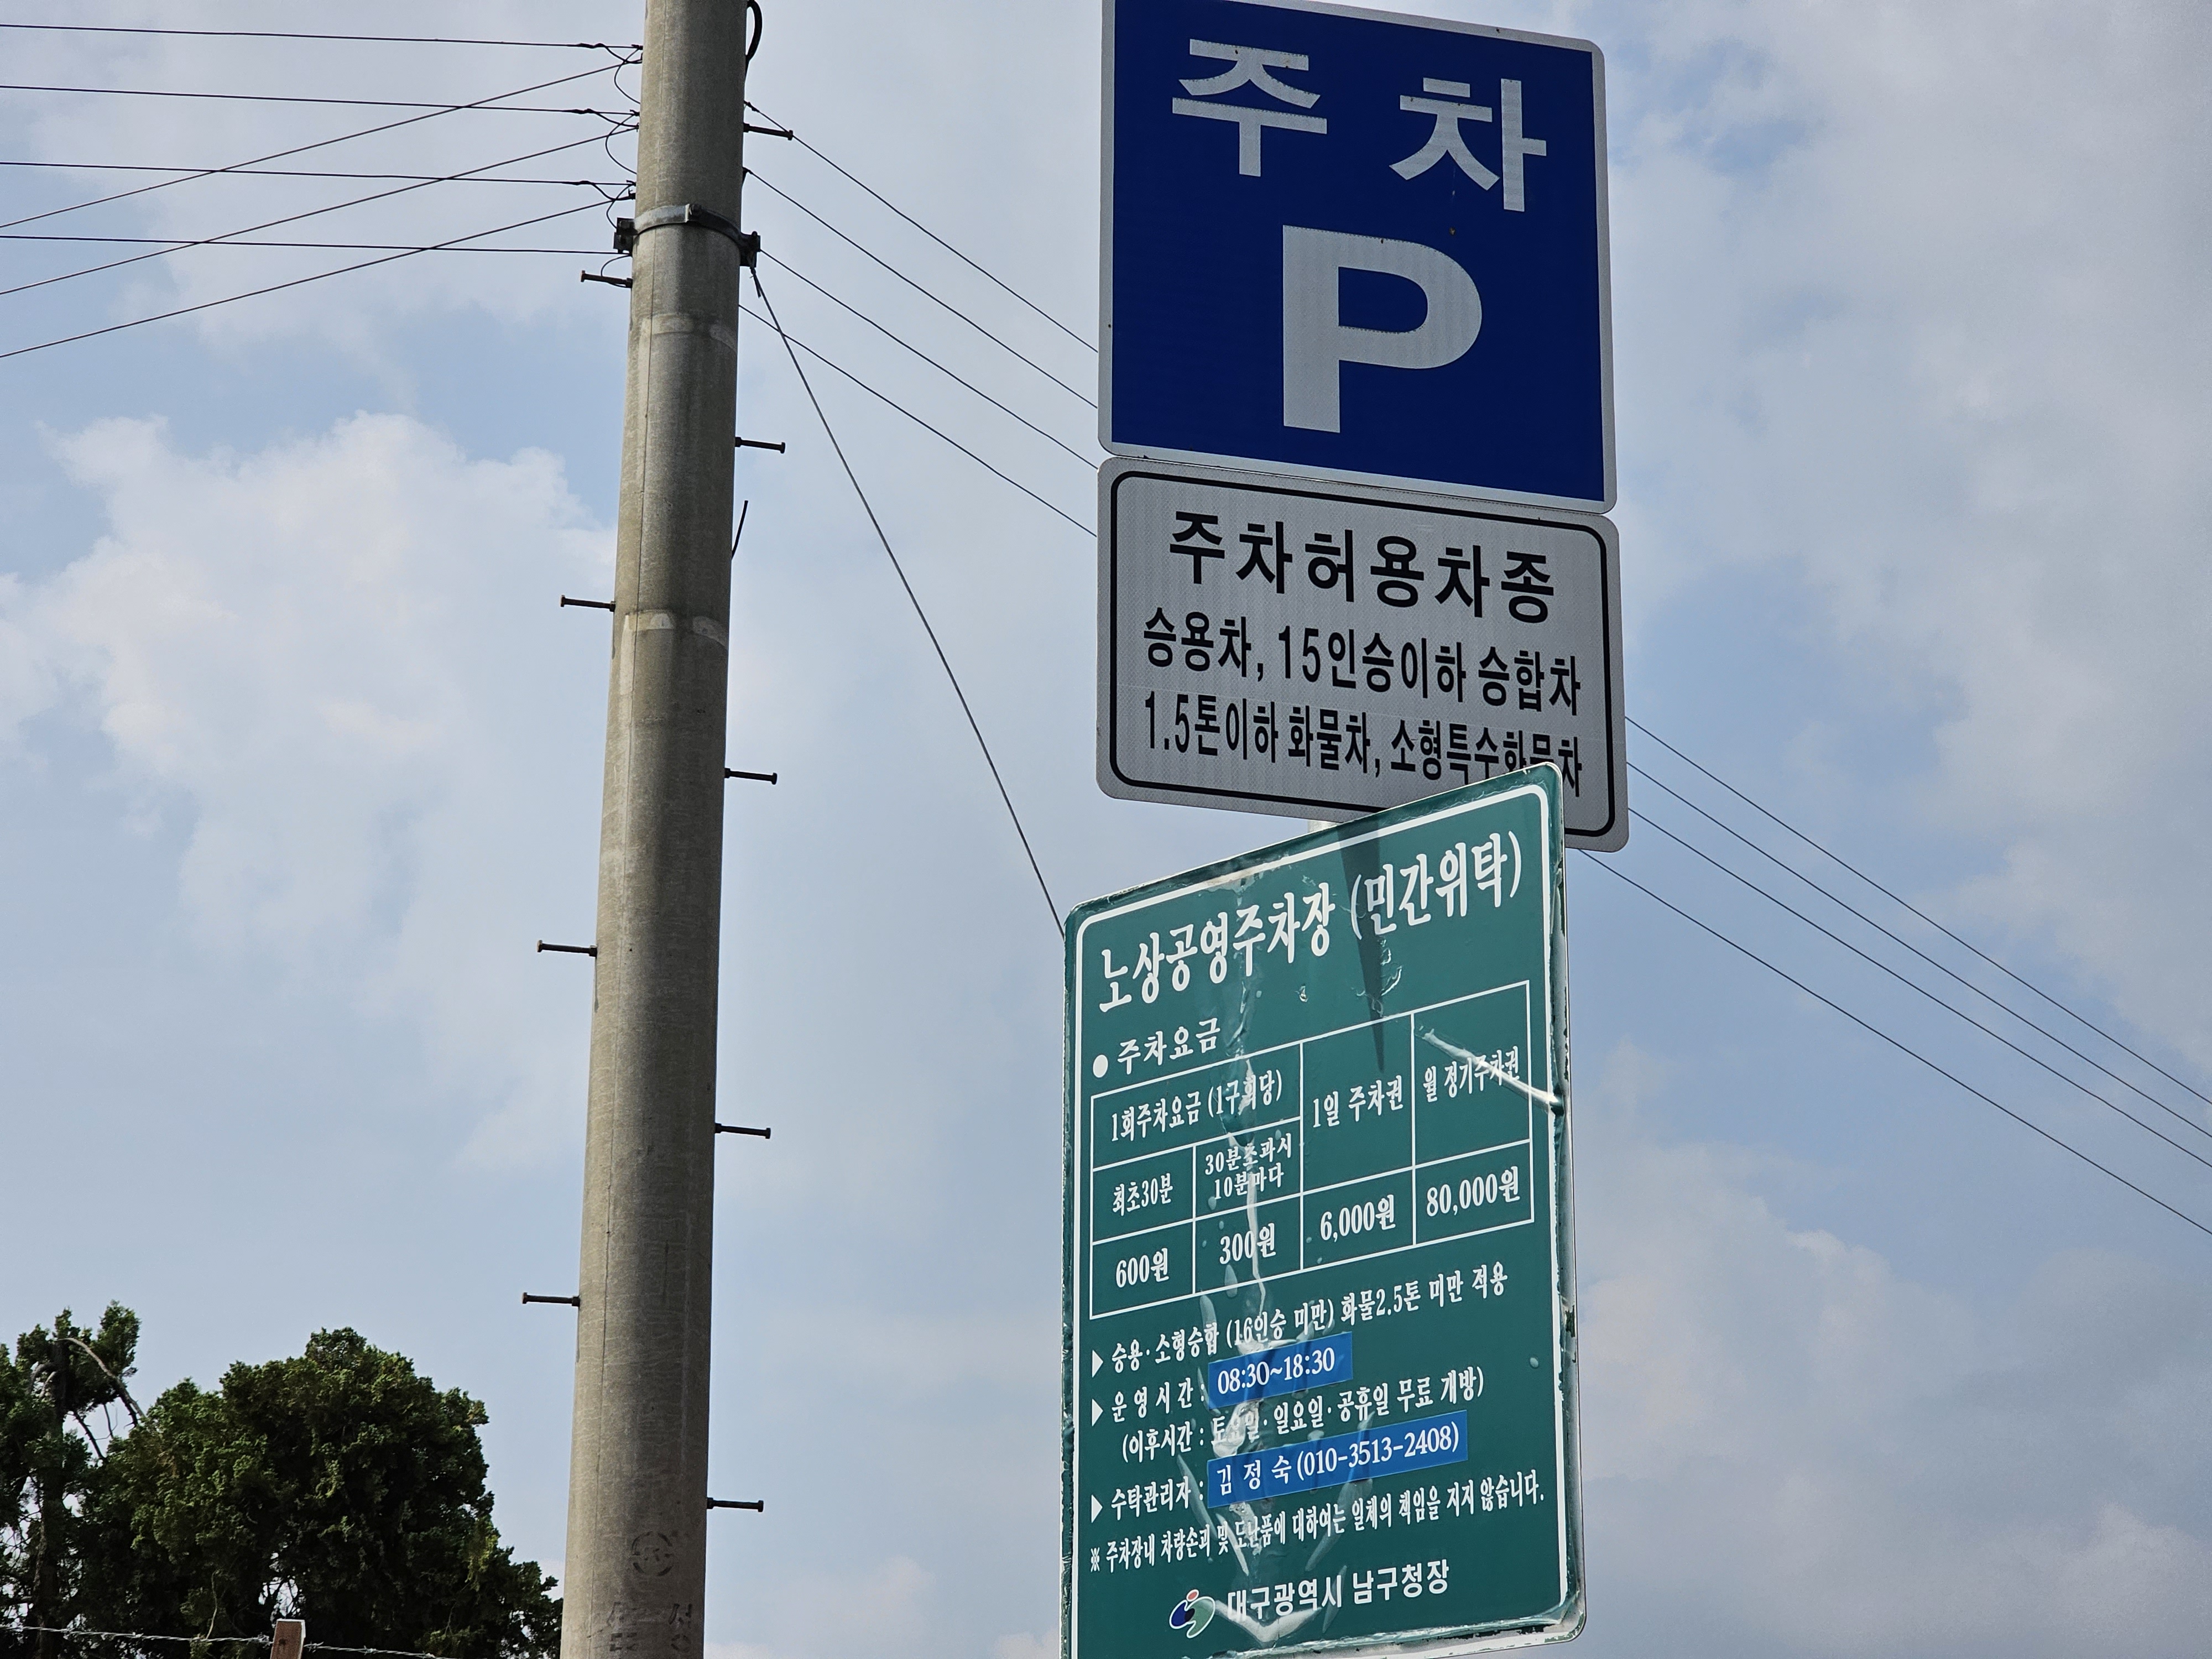 주차
P
주차허용차종
승용차, 15인승이하 승합차
1.5톤이하 화물차, 소형특수화물차
노상공영주차장 (민간위탁)
● 주차요금
1회주차요금 (1구획당)
1일 주차권
월 정기주차권
최초30분
30분초과시
10분마다
600원
300원
6,000원
80,000원
▶ 승용·소형승합 (16인승 미만) 화물2.5톤 미만 적용
▶ 운영시간 : 08:30~18:30
(이후시간 : 토요일·일요일·공휴일 무료 개방)
▶ 수탁관리자 : 김정숙(010-3513-2408)
※ 주차장내 차량손괴 및 도난품에 대하여는 일체의 책임을 지지 않습니다.
대구광역시 남구청장